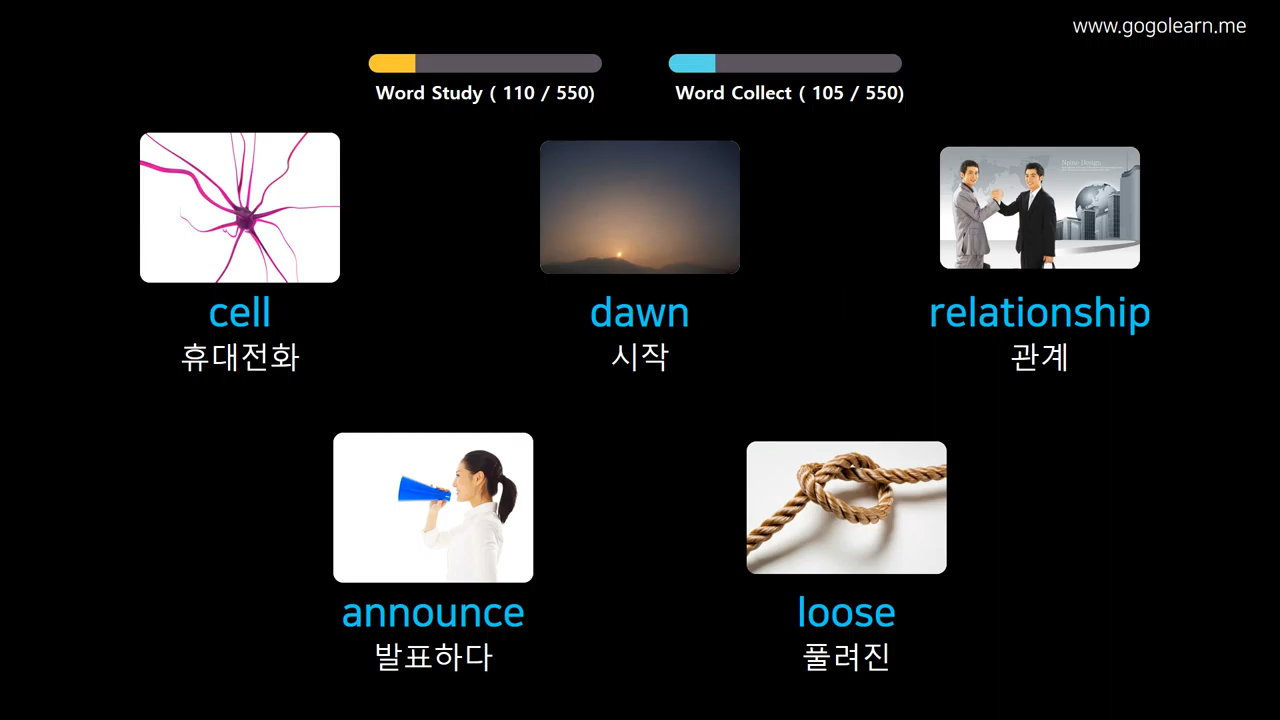 www.gogolearn.me
Word Study ( 110 / 550)
Word Collect ( 105 / 550)
cell
휴대전화
dawn
시작
relationship
관계
announce
발표하다
loose
풀려진